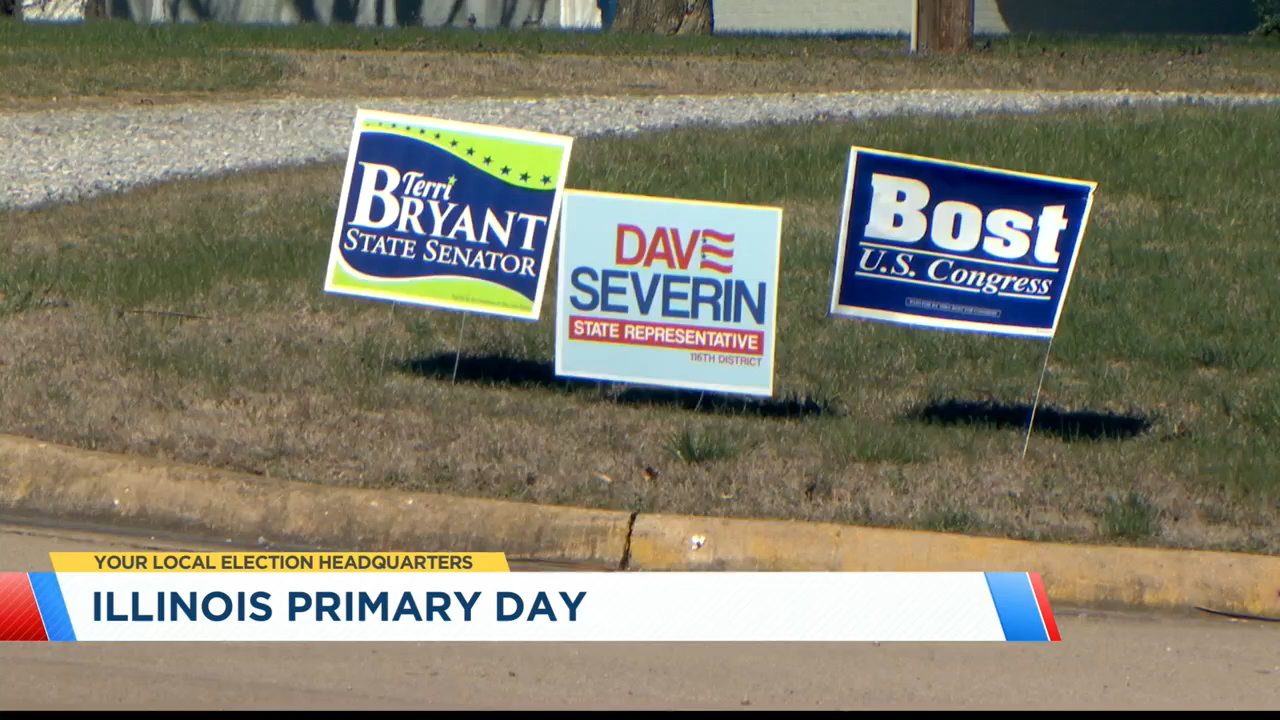 Terri
BRYANT
STATE SENATOR
DAVE
SEVERIN
STATE REPRESENTATIVE
116TH DISTRICT
Bost
U.S. Congress
YOUR LOCAL ELECTION HEADQUARTERS
ILLINOIS PRIMARY DAY